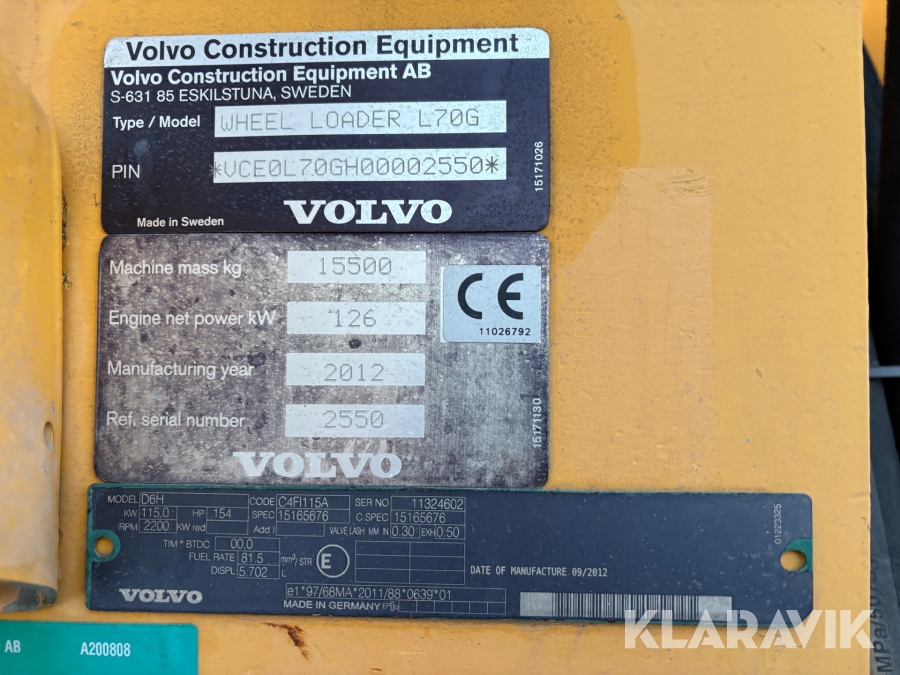 Volvo Construction Equipment
Volvo Construction Equipment AB
S-631 85 ESKILSTUNA, SWEDEN
Type / Model WHEEL LOADER L70G
PIN *VCE0L70GH00002550*
Made in Sweden VOLVO
15171026
Machine mass kg 15500
Engine net power kW 126
Manufacturing year 2012
Ref. serial number 2550
VOLVO
CE
11026792
15171130
MODEL D6H CODE C4FI115A SER NO 11324602
KW 115,0 HP 154 15165676 C.SPEC 15165676
RPM 2200 KW red Add I VALVE LASH MM IN 0.30 EXH 0.50
TIM ° BTDC 00,0
FUEL RATE 81.5 mm³/STR E
DISPL 5.702 L
DATE OF MANUFACTURE 09/2012
e1*97/68MA*2011/88*0639*01
VOLVO MADE IN GERMANY
01223325
AB A200808
KLARAVIK
MPa/